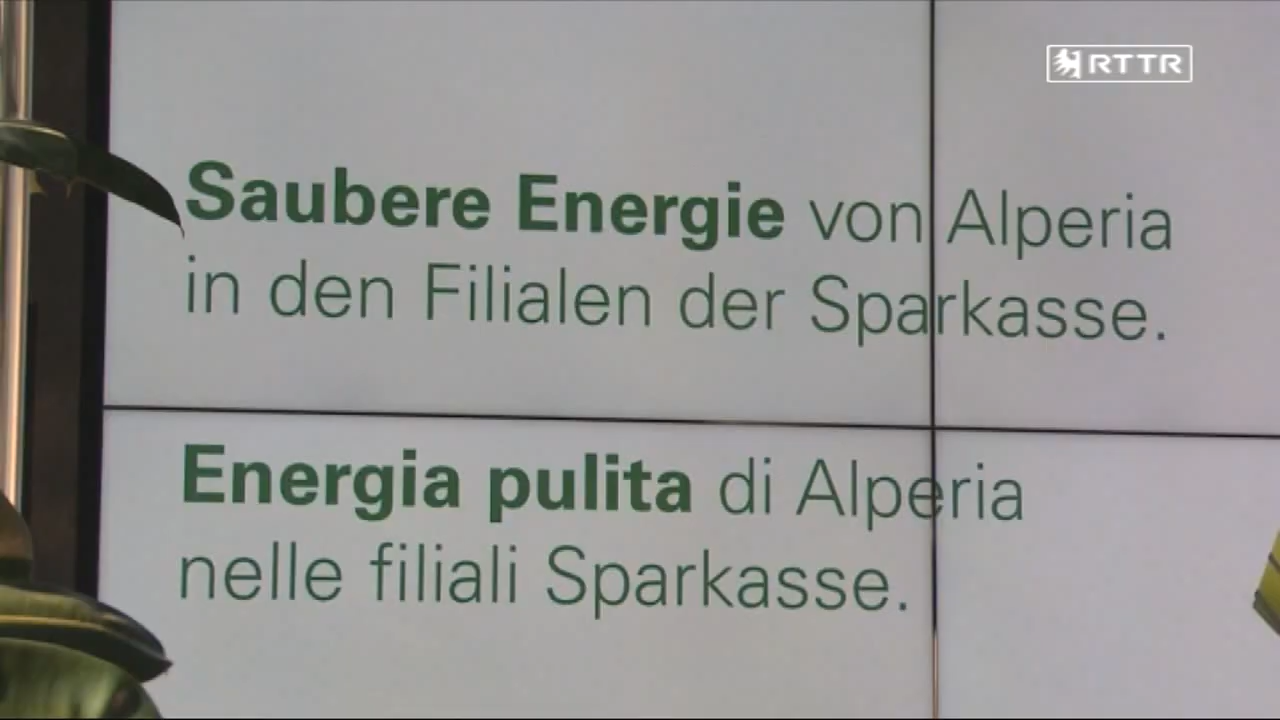 RTTR
Saubere Energie von Alperia
in den Filialen der Sparkasse.
Energia pulita di Alperia
nelle filiali Sparkasse.